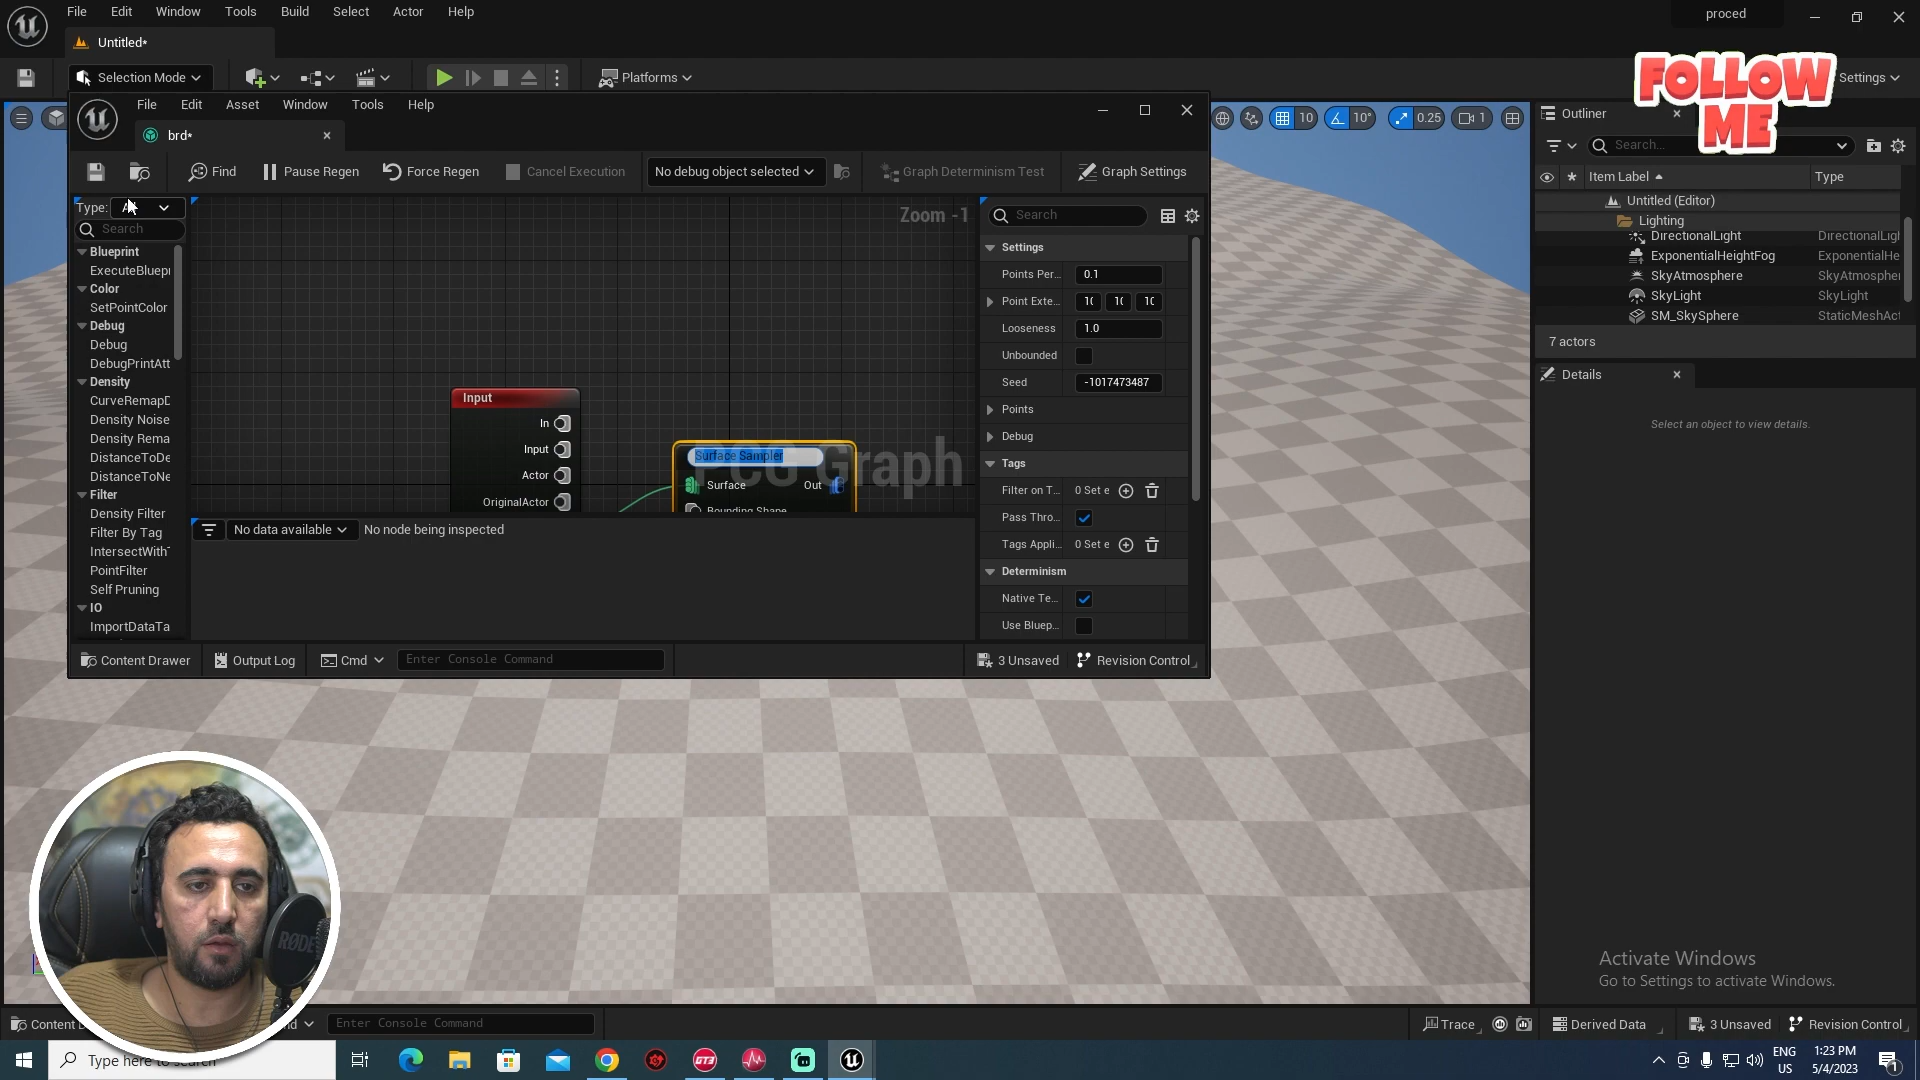 File Edit Window Tools Build Select Actor Help
proced
Untitled*
Selection Mode
Platforms
Settings
FOLLOW
ME
File Edit Asset Window Tools Help
brd*
Find Pause Regen Force Regen Cancel Execution No debug object selected Graph Determinism Test Graph Settings
Type:
Search
Blueprint
ExecuteBluepr
Color
SetPointColor
Debug
Debug
DebugPrintAtt
Density
CurveRemapD
Density Noise
Density Rema
DistanceToDe
DistanceToNe
Filter
Density Filter
Filter By Tag
IntersectWith
PointFilter
Self Pruning
IO
ImportDataTa
Zoom -1
Input
In
Input
Actor
OriginalActor
PCG Graph
Surface Sampler
Surface Out
Bounding Shape
No data available No node being inspected
Search
Settings
Points Per... 0.1
Point Exte...
Looseness 1.0
Unbounded
Seed -1017473487
Points
Debug
Tags
Filter on T... 0 Set e
Pass Thro...
Tags Appli... 0 Set e
Determinism
Native Te...
Use Bluep...
Content Drawer Output Log Cmd Enter Console Command 3 Unsaved Revision Control
10 10° 0.25 1
Outliner
Search...
Item Label Type
Untitled (Editor)
Lighting
DirectionalLight DirectionalLigh
ExponentialHeightFog ExponentialHe
SkyAtmosphere SkyAtmospher
SkyLight SkyLight
SM_SkySphere StaticMeshAct
7 actors
Details
Select an object to view details.
RØDE
Activate Windows
Go to Settings to activate Windows.
Enter Console Command
Trace Derived Data 3 Unsaved Revision Control
Type here to search
GT3
ENG
US
1:23 PM
5/4/2023
1